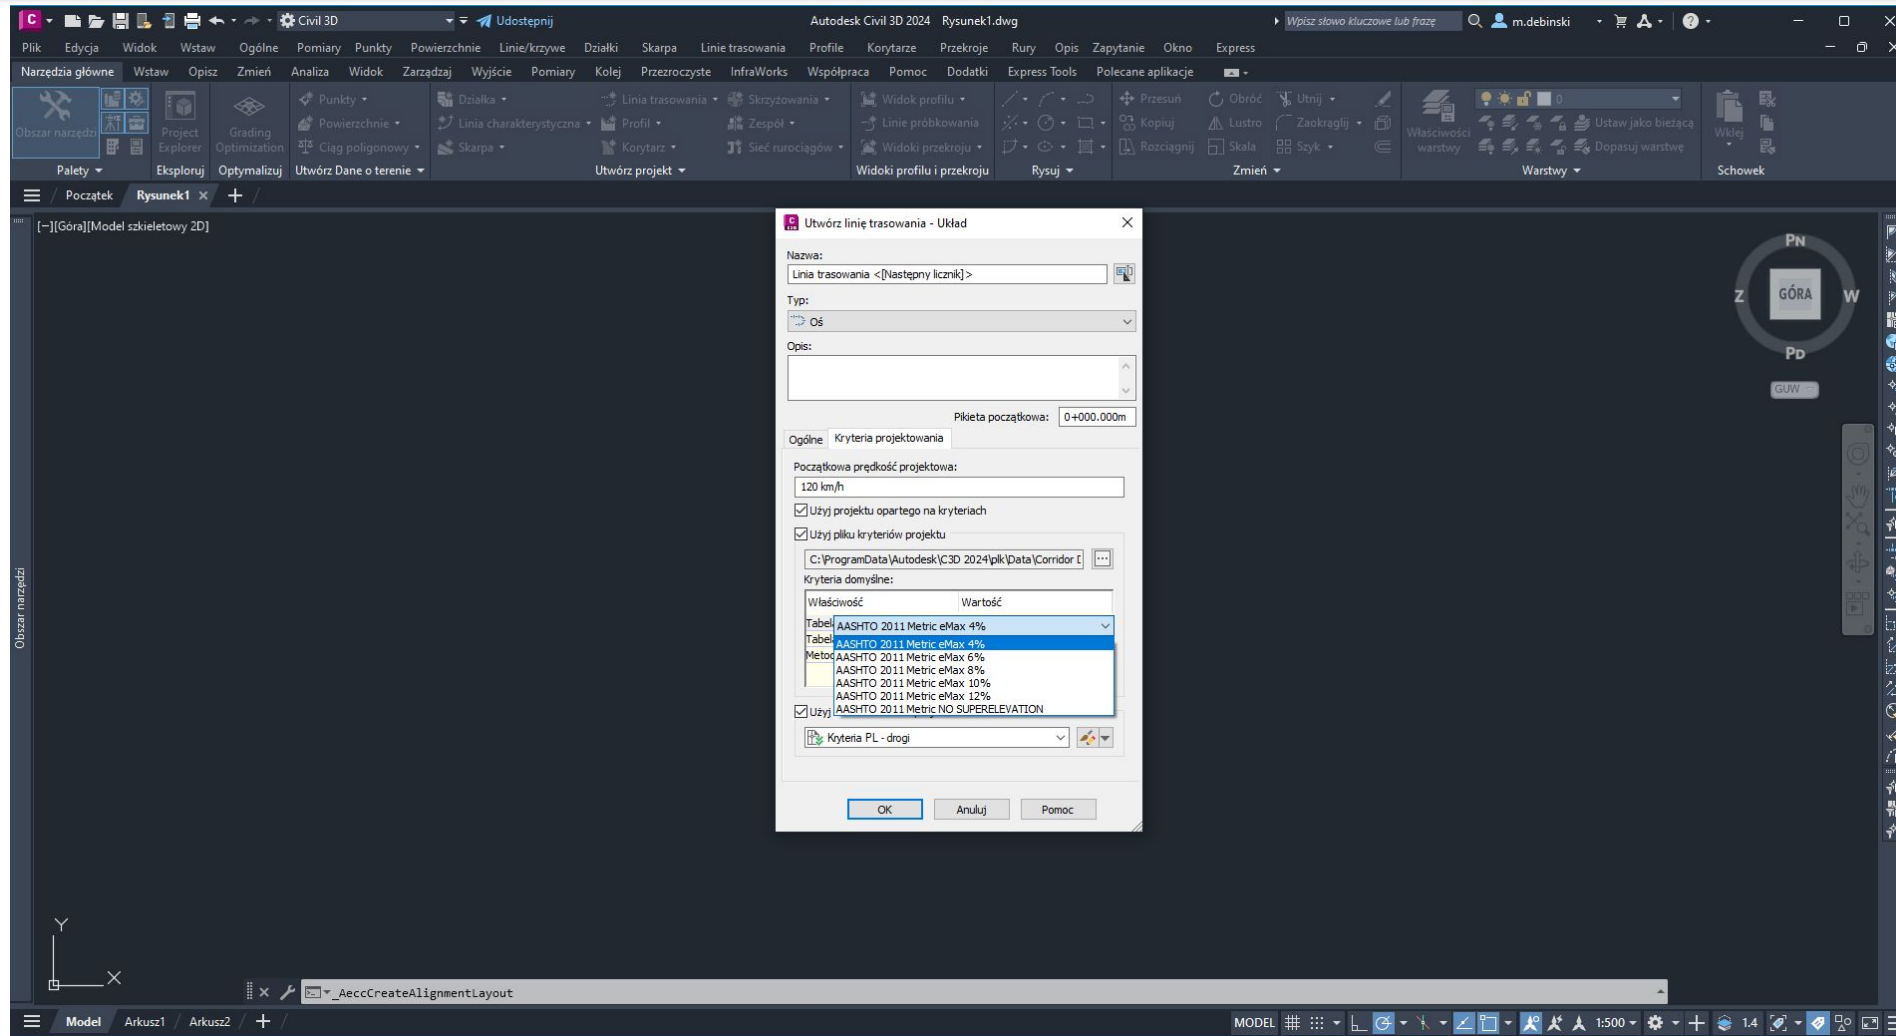 Civil 3D
Udostępnij
Autodesk Civil 3D 2024 Rysunek1.dwg
Wpisz słowo kluczowe lub frazę
m.debinski
Plik Edycja Widok Wstaw Ogólne Pomiary Punkty Powierzchnie Linie/krzywe Działki Skarpa Linie trasowania Profile Korytarze Przekroje Rury Opis Zapytanie Okno Express
Narzędzia główne Wstaw Opisz Zmień Analiza Widok Zarządzaj Wyjście Pomiary Kolej Przezroczyste InfraWorks Współpraca Pomoc Dodatki Express Tools Polecane aplikacje
Punkty Działka Linia trasowania Skrzyżowania Widok profilu Przesuń Obróć Utnij 0
Obszar narzędzi Project Explorer Grading Optimization Powierzchnie Linia charakterystyczna Profil Zespół Linie próbkowania Kopiuj Lustro Zaokrąglij Właściwości warstwy Ustaw jako bieżącą Wklej
Ciąg poligonowy Skarpa Korytarz Sieć rurociągów Widoki przekroju Rozciągnij Skala Szyk Dopasuj warstwę
Palety Eksploruj Optymalizuj Utwórz Dane o terenie Utwórz projekt Widoki profilu i przekroju Rysuj Zmień Warstwy Schowek
Początek Rysunek1
[−][Góra][Model szkieletowy 2D]
Utwórz linię trasowania - Układ
Nazwa:
Linia trasowania <[Następny licznik]>
Typ:
Oś
Opis:
Pikieta początkowa: 0+000.000m
Ogólne Kryteria projektowania
Początkowa prędkość projektowa:
120 km/h
Użyj projektu opartego na kryteriach
Użyj pliku kryteriów projektu
C:\ProgramData\Autodesk\C3D 2024\plk\Data\Corridor D
Kryteria domyślne:
Właściwość Wartość
Tabel AASHTO 2011 Metric eMax 4%
Tabel AASHTO 2011 Metric eMax 4%
Metod AASHTO 2011 Metric eMax 6%
AASHTO 2011 Metric eMax 8%
AASHTO 2011 Metric eMax 10%
AASHTO 2011 Metric eMax 12%
AASHTO 2011 Metric NO SUPERELEVATION
Użyj
Kryteria PL - drogi
OK Anuluj Pomoc
PN
Z GÓRA W
PD
GUW
Obszar narzędzi
Y
X
_AeccCreateAlignmentLayout
Model Arkusz1 Arkusz2
MODEL 1:500 1.4